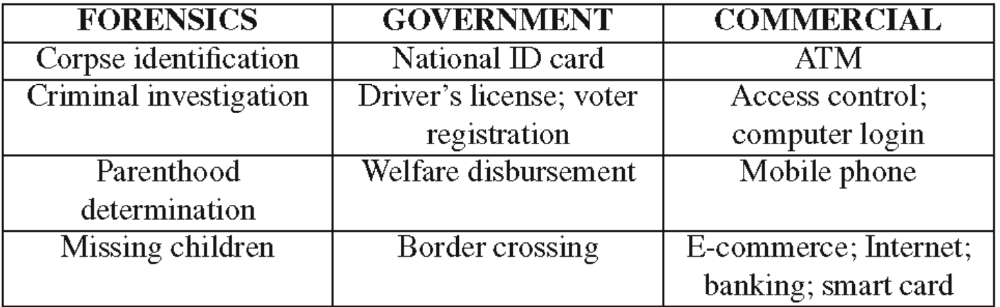 FORENSICS GOVERNMENT COMMERCIAL
Corpse identification National ID card ATM
Criminal investigation Driver's license; voter Access control;
registration computer login
Parenthood Welfare disbursement Mobile phone
determination
Missing children Border crossing E-commerce; Internet;
banking; smart card